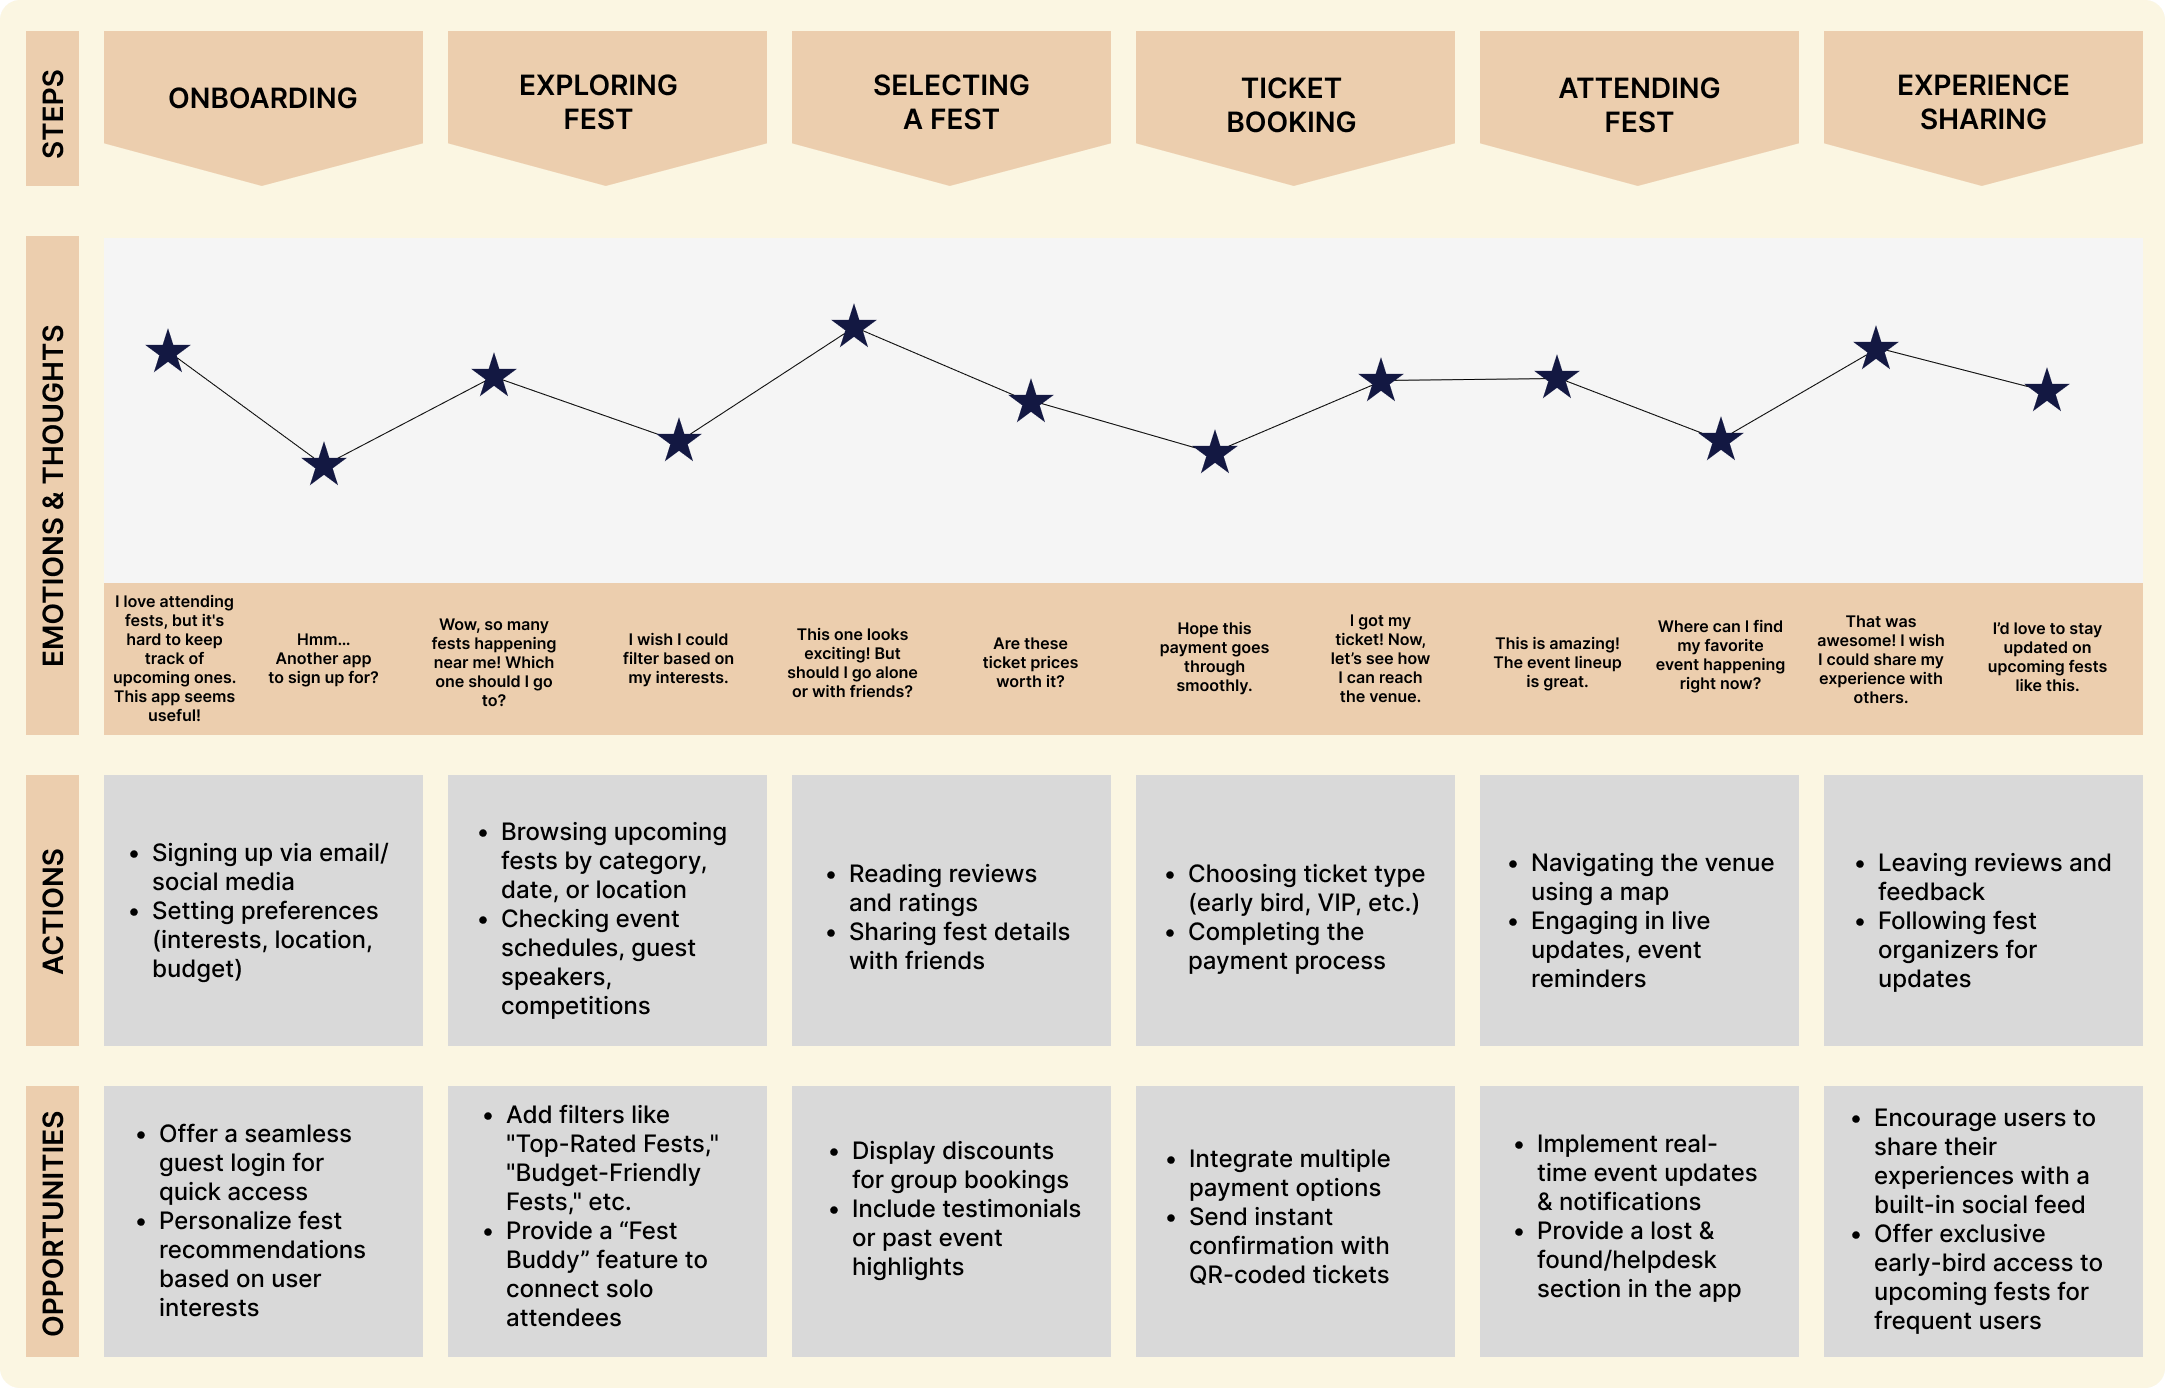 STEPS
ONBOARDING
EXPLORING
FEST
SELECTING
A FEST
TICKET
BOOKING
ATTENDING
FEST
EXPERIENCE
SHARING
EMOTIONS & THOUGHTS
I love attending
fests, but it's
hard to keep
track of
upcoming ones.
This app seems
useful!
Hmm...
Another app
to sign up for?
Wow, so many
fests happening
near me! Which
one should I go
to?
I wish I could
filter based on
my interests.
This one looks
exciting! But
should I go alone
or with friends?
Are these
ticket prices
worth it?
Hope this
payment goes
through
smoothly.
I got my
ticket! Now,
let’s see how
I can reach
the venue.
This is amazing!
The event lineup
is great.
Where can I find
my favorite
event happening
right now?
That was
awesome! I wish
I could share my
experience with
others.
I’d love to stay
updated on
upcoming fests
like this.
ACTIONS
• Signing up via email/
social media
• Setting preferences
(interests, location,
budget)
• Browsing upcoming
fests by category,
date, or location
• Checking event
schedules, guest
speakers,
competitions
• Reading reviews
and ratings
• Sharing fest details
with friends
• Choosing ticket type
(early bird, VIP, etc.)
• Completing the
payment process
• Navigating the venue
using a map
• Engaging in live
updates, event
reminders
• Leaving reviews and
feedback
• Following fest
organizers for
updates
OPPORTUNITIES
• Offer a seamless
guest login for
quick access
• Personalize fest
recommendations
based on user
interests
• Add filters like
"Top-Rated Fests,"
"Budget-Friendly
Fests," etc.
• Provide a “Fest
Buddy” feature to
connect solo
attendees
• Display discounts
for group bookings
• Include testimonials
or past event
highlights
• Integrate multiple
payment options
• Send instant
confirmation with
QR-coded tickets
• Implement real-
time event updates
& notifications
• Provide a lost &
found/helpdesk
section in the app
• Encourage users to
share their
experiences with a
built-in social feed
• Offer exclusive
early-bird access to
upcoming fests for
frequent users